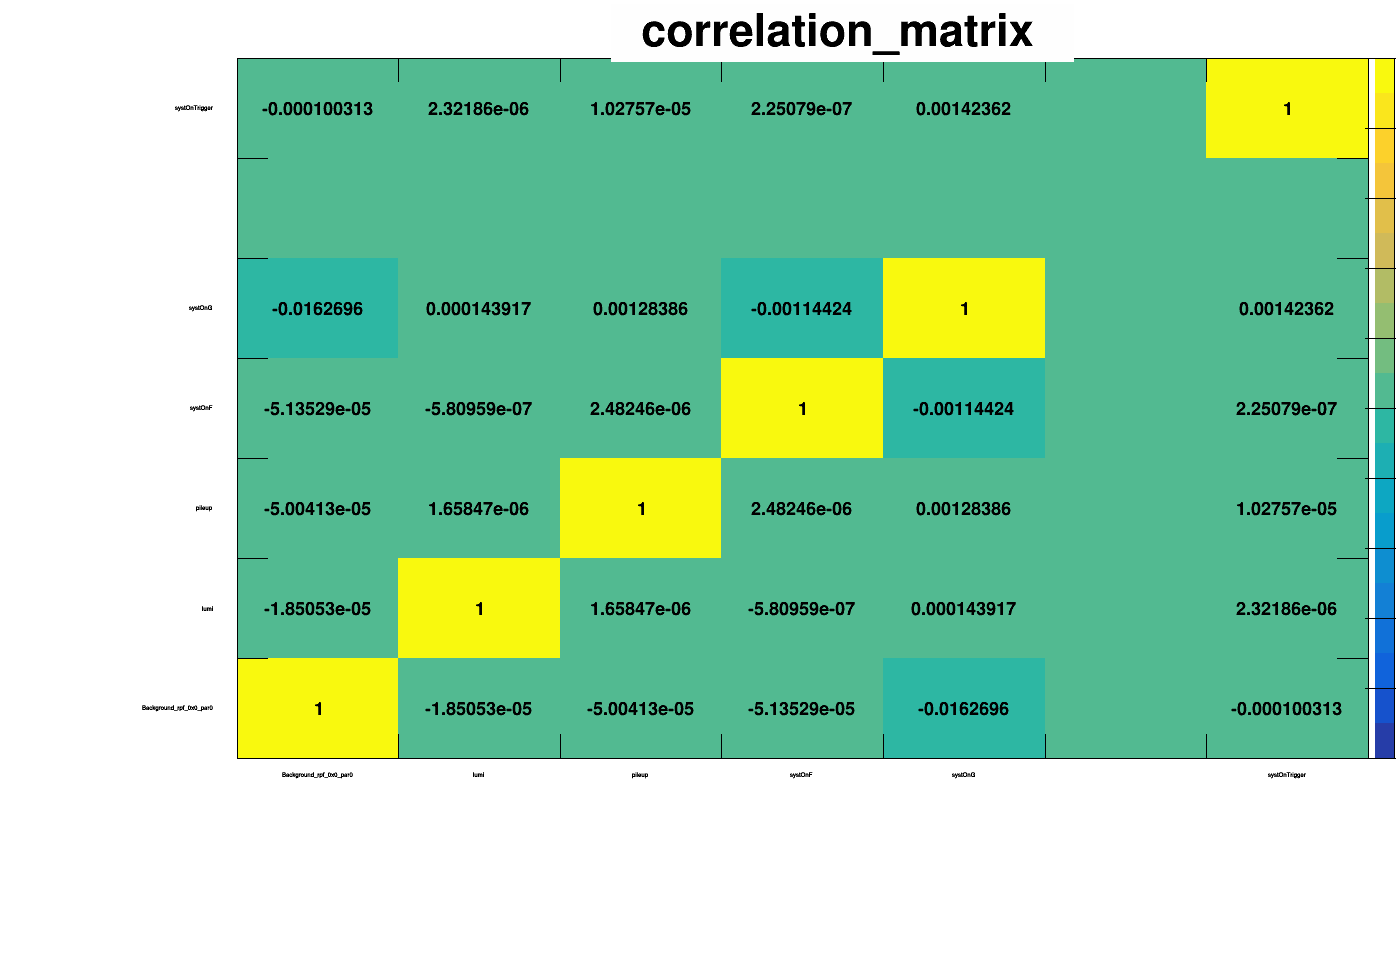 correlation_matrix
systOnTrigger -0.000100313 2.32186e-06 1.02757e-05 2.25079e-07 0.00142362 1
systOnG -0.0162696 0.000143917 0.00128386 -0.00114424 1 0.00142362
systOnF -5.13529e-05 -5.80959e-07 2.48246e-06 1 -0.00114424 2.25079e-07
pileup -5.00413e-05 1.65847e-06 1 2.48246e-06 0.00128386 1.02757e-05
lumi -1.85053e-05 1 1.65847e-06 -5.80959e-07 0.000143917 2.32186e-06
Background_rpf_0x0_par0 1 -1.85053e-05 -5.00413e-05 -5.13529e-05 -0.0162696 -0.000100313
Background_rpf_0x0_par0 lumi pileup systOnF systOnG systOnTrigger